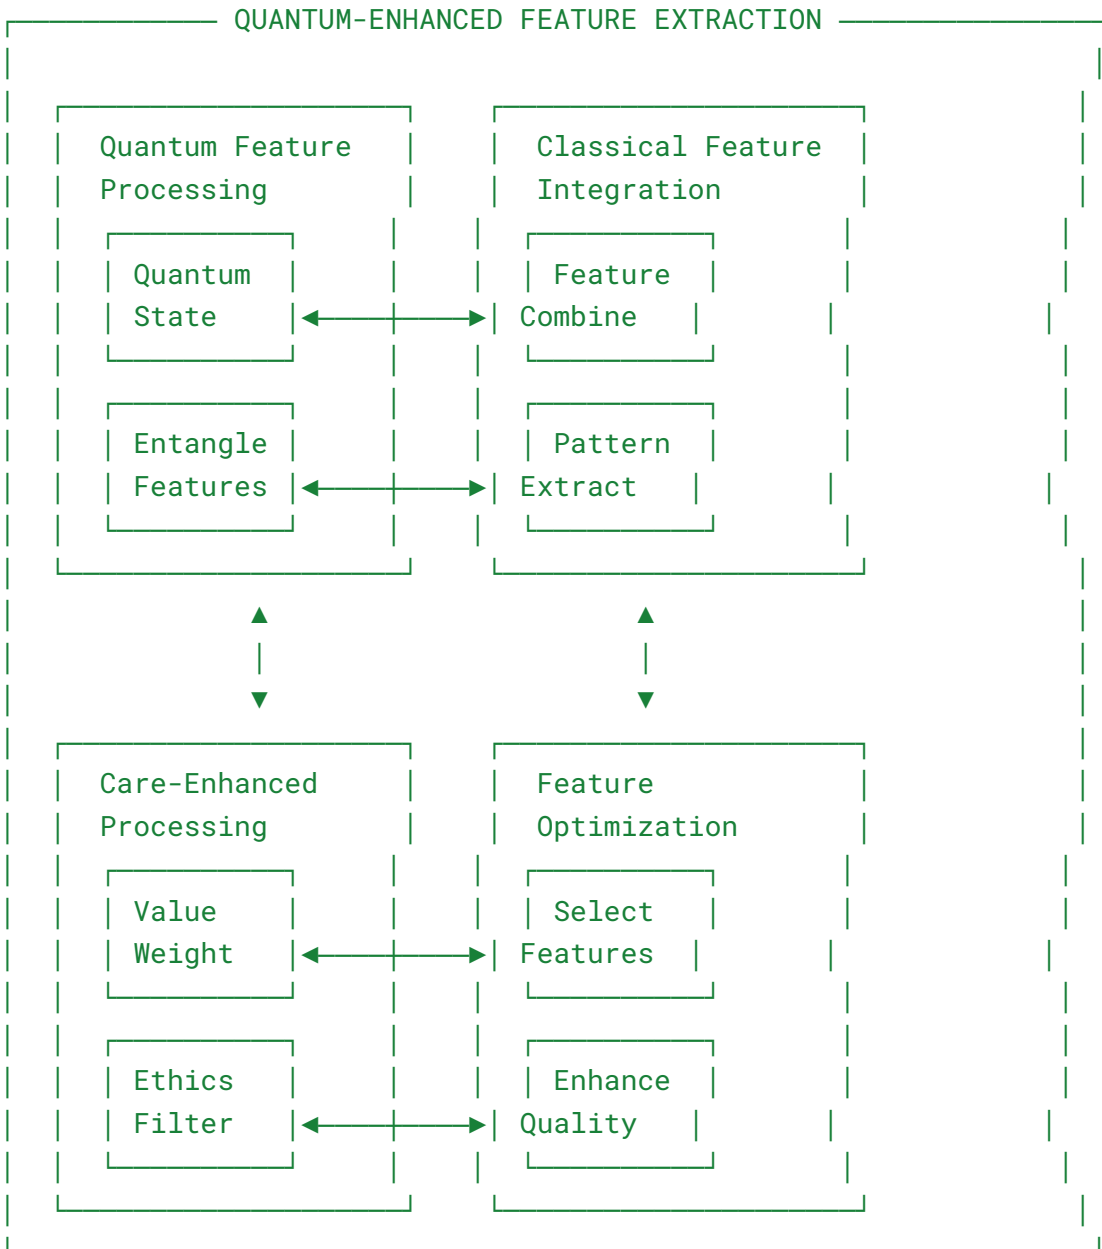 QUANTUM-ENHANCED FEATURE EXTRACTION
Quantum Feature Classical Feature
Processing Integration
Quantum Feature
State Combine
Entangle Pattern
Features Extract
Care-Enhanced Feature
Processing Optimization
Value Select
Weight Features
Ethics Enhance
Filter Quality